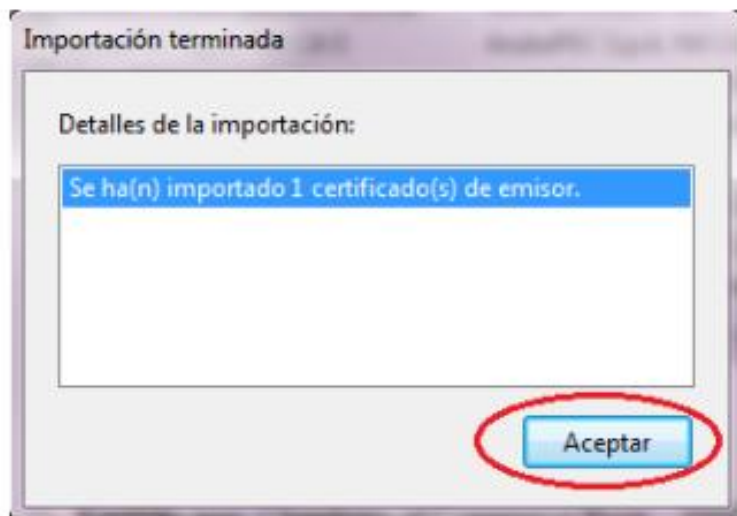 Importación terminada
Detalles de la importación:
Se ha(n) importado 1 certificado(s) de emisor.
Aceptar